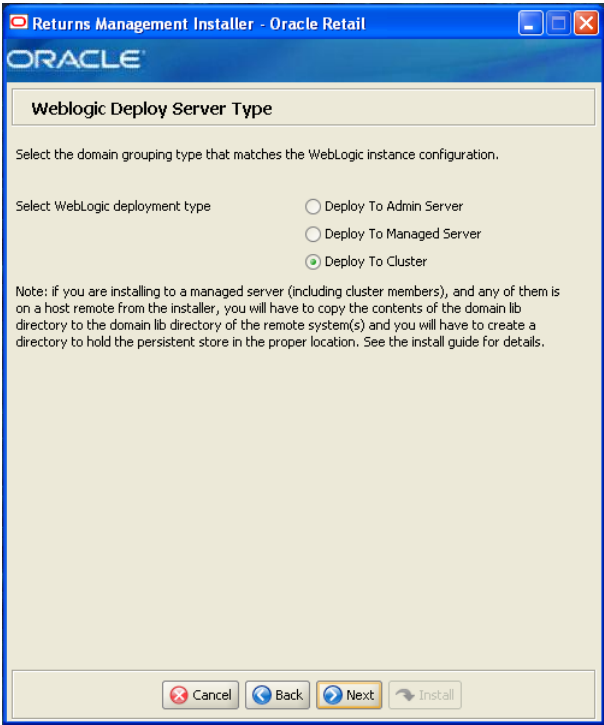 Returns Management Installer - Oracle Retail
ORACLE
Weblogic Deploy Server Type
Select the domain grouping type that matches the WebLogic instance configuration.
Select WebLogic deployment type
Deploy To Admin Server
Deploy To Managed Server
Deploy To Cluster
Note: if you are installing to a managed server (including cluster members), and any of them is
on a host remote from the installer, you will have to copy the contents of the domain lib
directory to the domain lib directory of the remote system(s) and you will have to create a
directory to hold the persistent store in the proper location. See the install guide for details.
Cancel Back Next Install